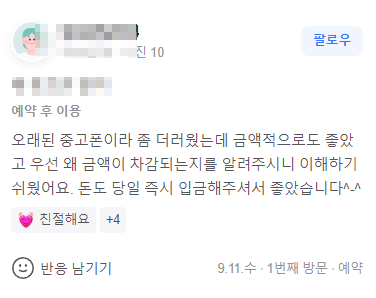 진 10
팔로우
예약 후 이용
오래된 중고폰이라 좀 더러웠는데 금액적으로도 좋았
고 우선 왜 금액이 차감되는지를 알려주시니 이해하기
쉬웠어요. 돈도 당일 즉시 입금해주셔서 좋았습니다^-^
친절해요 +4
반응 남기기 9.11.수 · 1번째 방문 · 예약